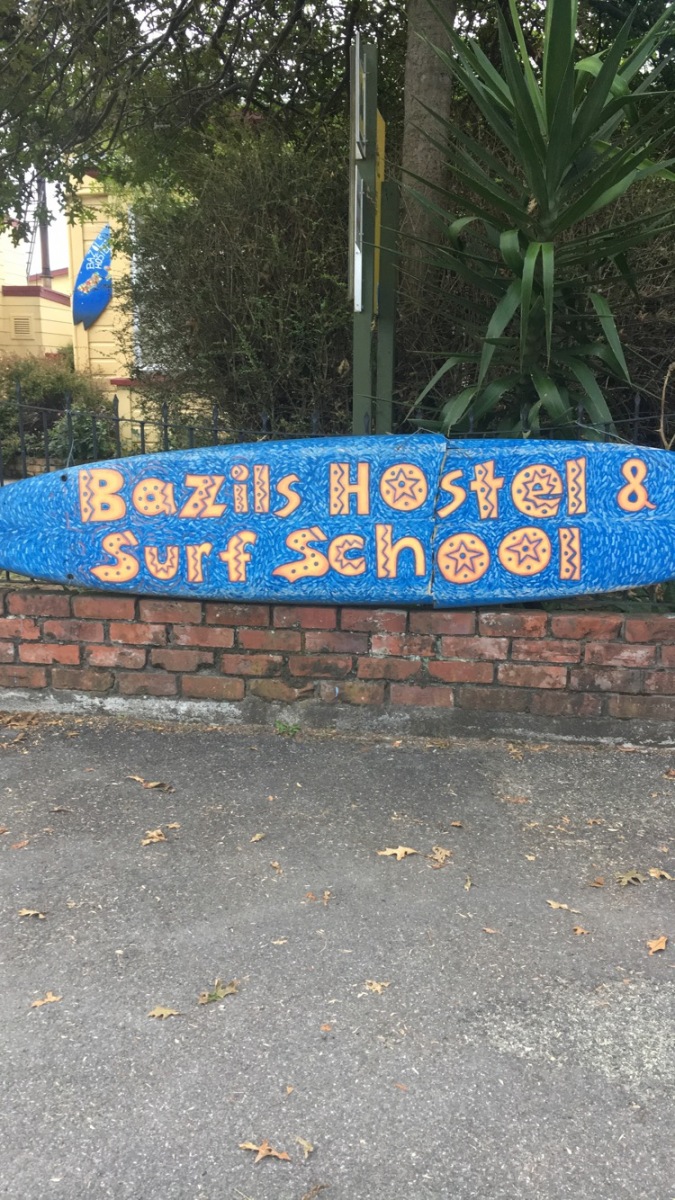 Bazils Hostel &
Surf School